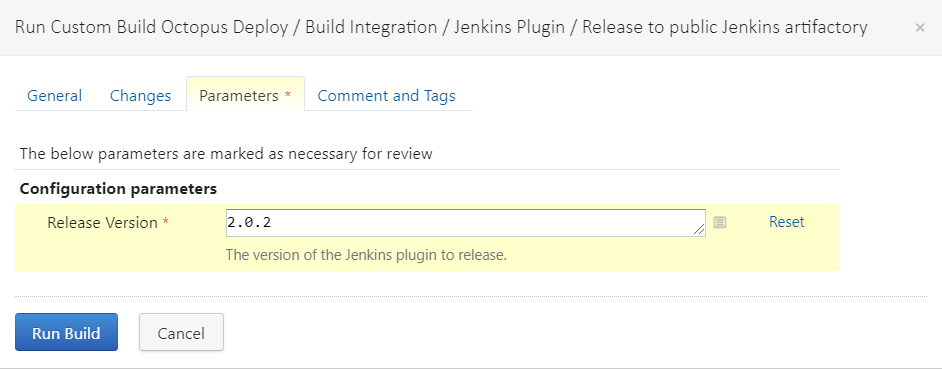 Run Custom Build Octopus Deploy / Build Integration / Jenkins Plugin / Release to public Jenkins artifactory ×
General Changes Parameters * Comment and Tags
The below parameters are marked as necessary for review
Configuration parameters
Release Version * 2.0.2 Reset
The version of the Jenkins plugin to release.
Run Build Cancel